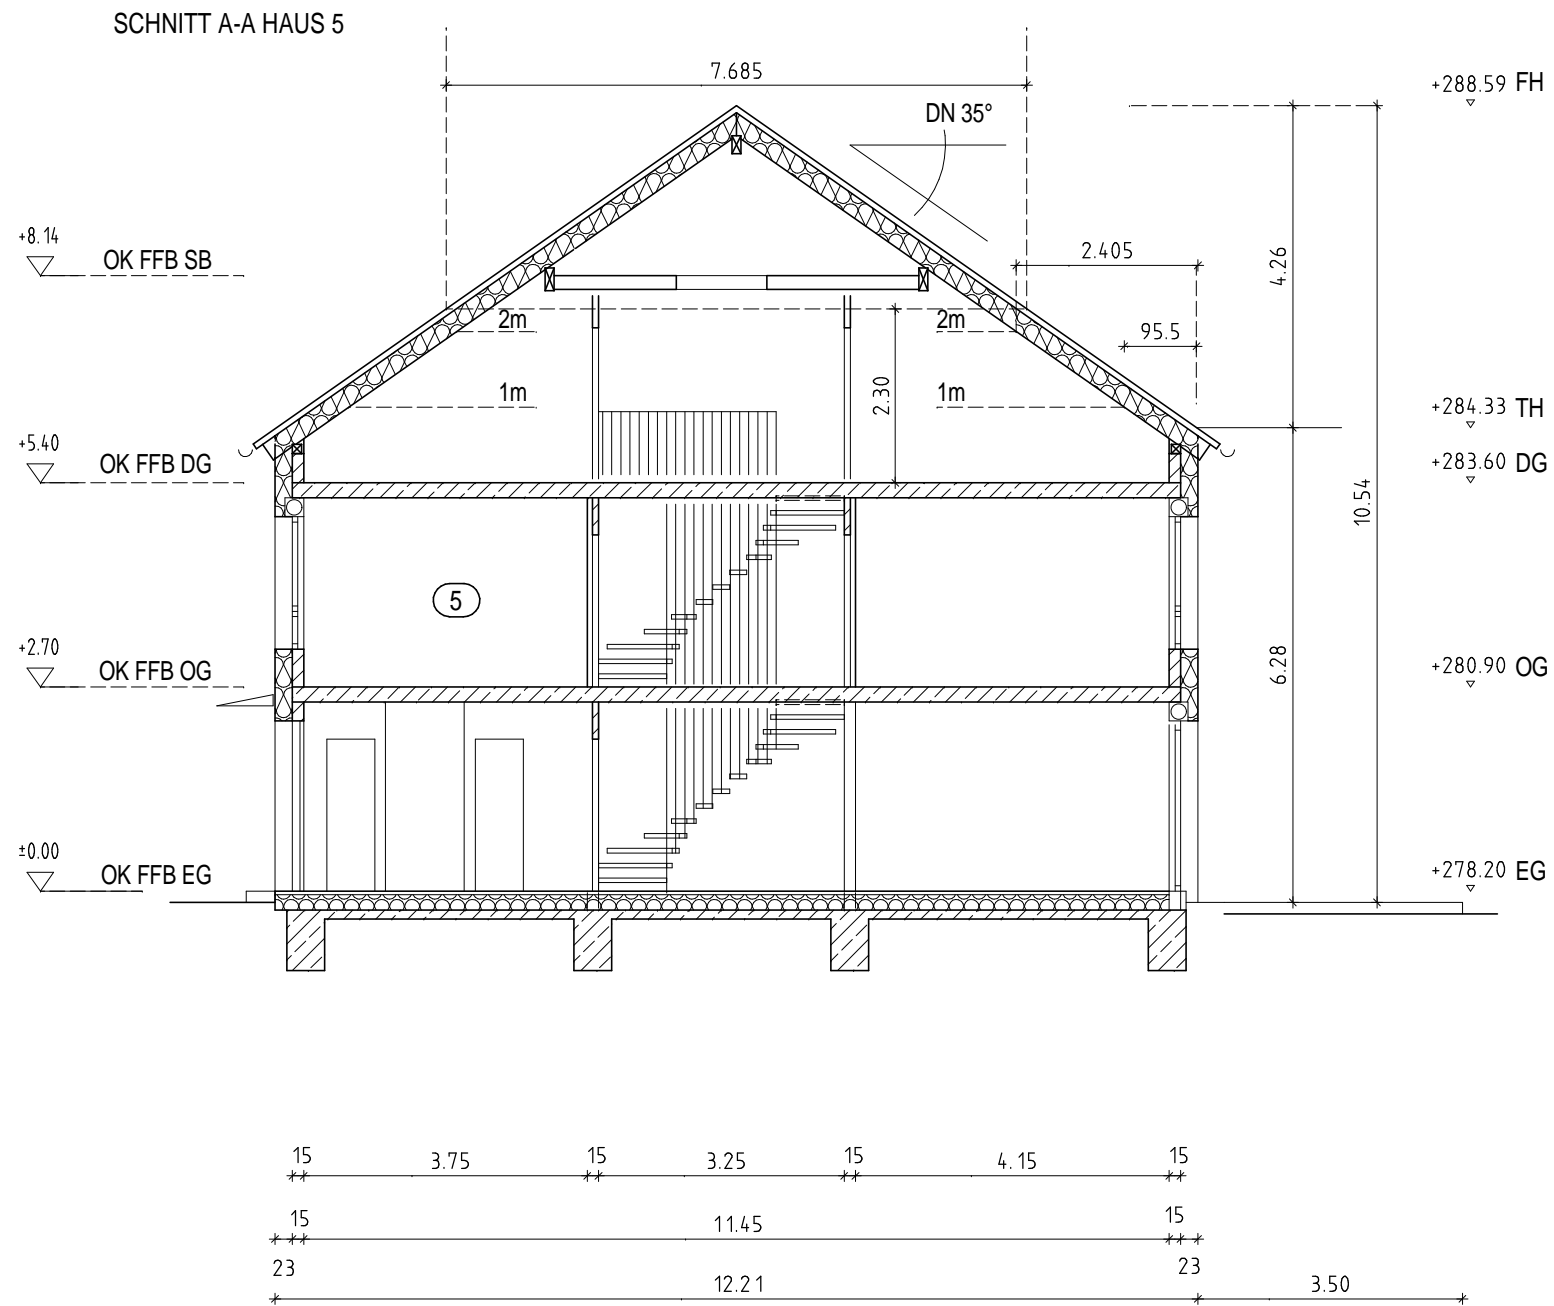 SCHNITT A-A HAUS 5
7.685
+288.59 FH
DN 35°
+8.14
OK FFB SB
2.405
4.26
2m
2m
95.5
1m
1m
2.30
+284.33 TH
+5.40
OK FFB DG
+283.60 DG
10.54
5
+2.70
OK FFB OG
6.28
+280.90 OG
±0.00
OK FFB EG
+278.20 EG
15
3.75
15
3.25
15
4.15
15
15
11.45
15
23
12.21
23
3.50